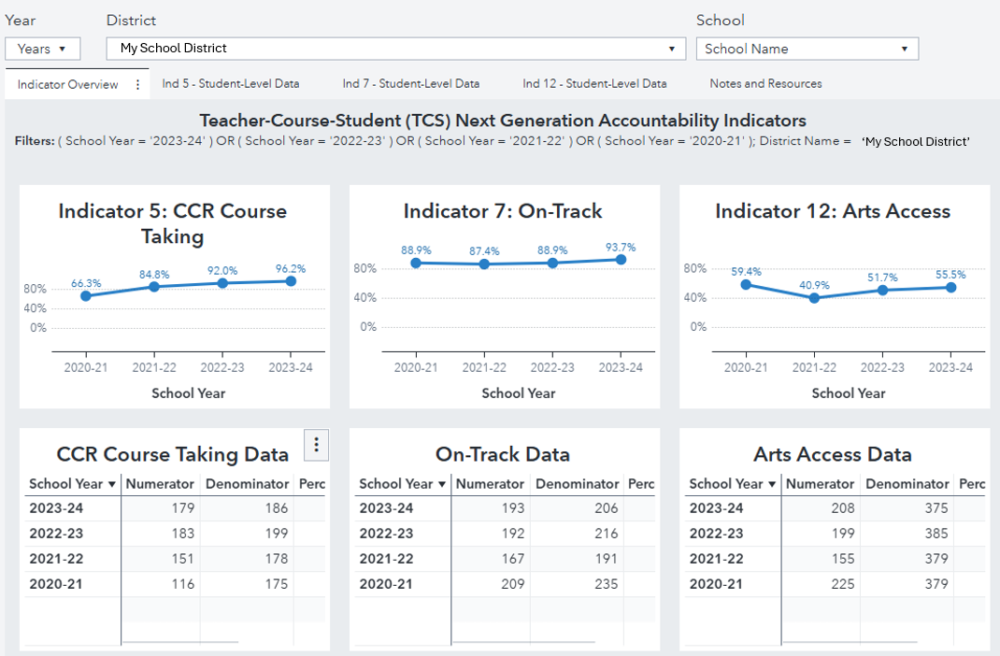 Year District School
Years ▼ My School District ▼ School Name ▼
Indicator Overview ⋮ Ind 5 - Student-Level Data Ind 7 - Student-Level Data Ind 12 - Student-Level Data Notes and Resources
Teacher-Course-Student (TCS) Next Generation Accountability Indicators
Filters: ( School Year = '2023-24' ) OR ( School Year = '2022-23' ) OR ( School Year = '2021-22' ) OR ( School Year = '2020-21' ); District Name = ‘My School District’
Indicator 5: CCR Course
Taking
66.3% 84.8% 92.0% 96.2%
80%
40%
0%
2020-21 2021-22 2022-23 2023-24
School Year
Indicator 7: On-Track
88.9% 87.4% 88.9% 93.7%
80%
40%
0%
2020-21 2021-22 2022-23 2023-24
School Year
Indicator 12: Arts Access
59.4% 40.9% 51.7% 55.5%
80%
40%
0%
2020-21 2021-22 2022-23 2023-24
School Year
CCR Course Taking Data
School Year ▼ Numerator Denominator Perc
2023-24 179 186
2022-23 183 199
2021-22 151 178
2020-21 116 175
On-Track Data
School Year ▼ Numerator Denominator Perc
2023-24 193 206
2022-23 192 216
2021-22 167 191
2020-21 209 235
Arts Access Data
School Year ▼ Numerator Denominator Perc
2023-24 208 375
2022-23 199 385
2021-22 155 379
2020-21 225 379